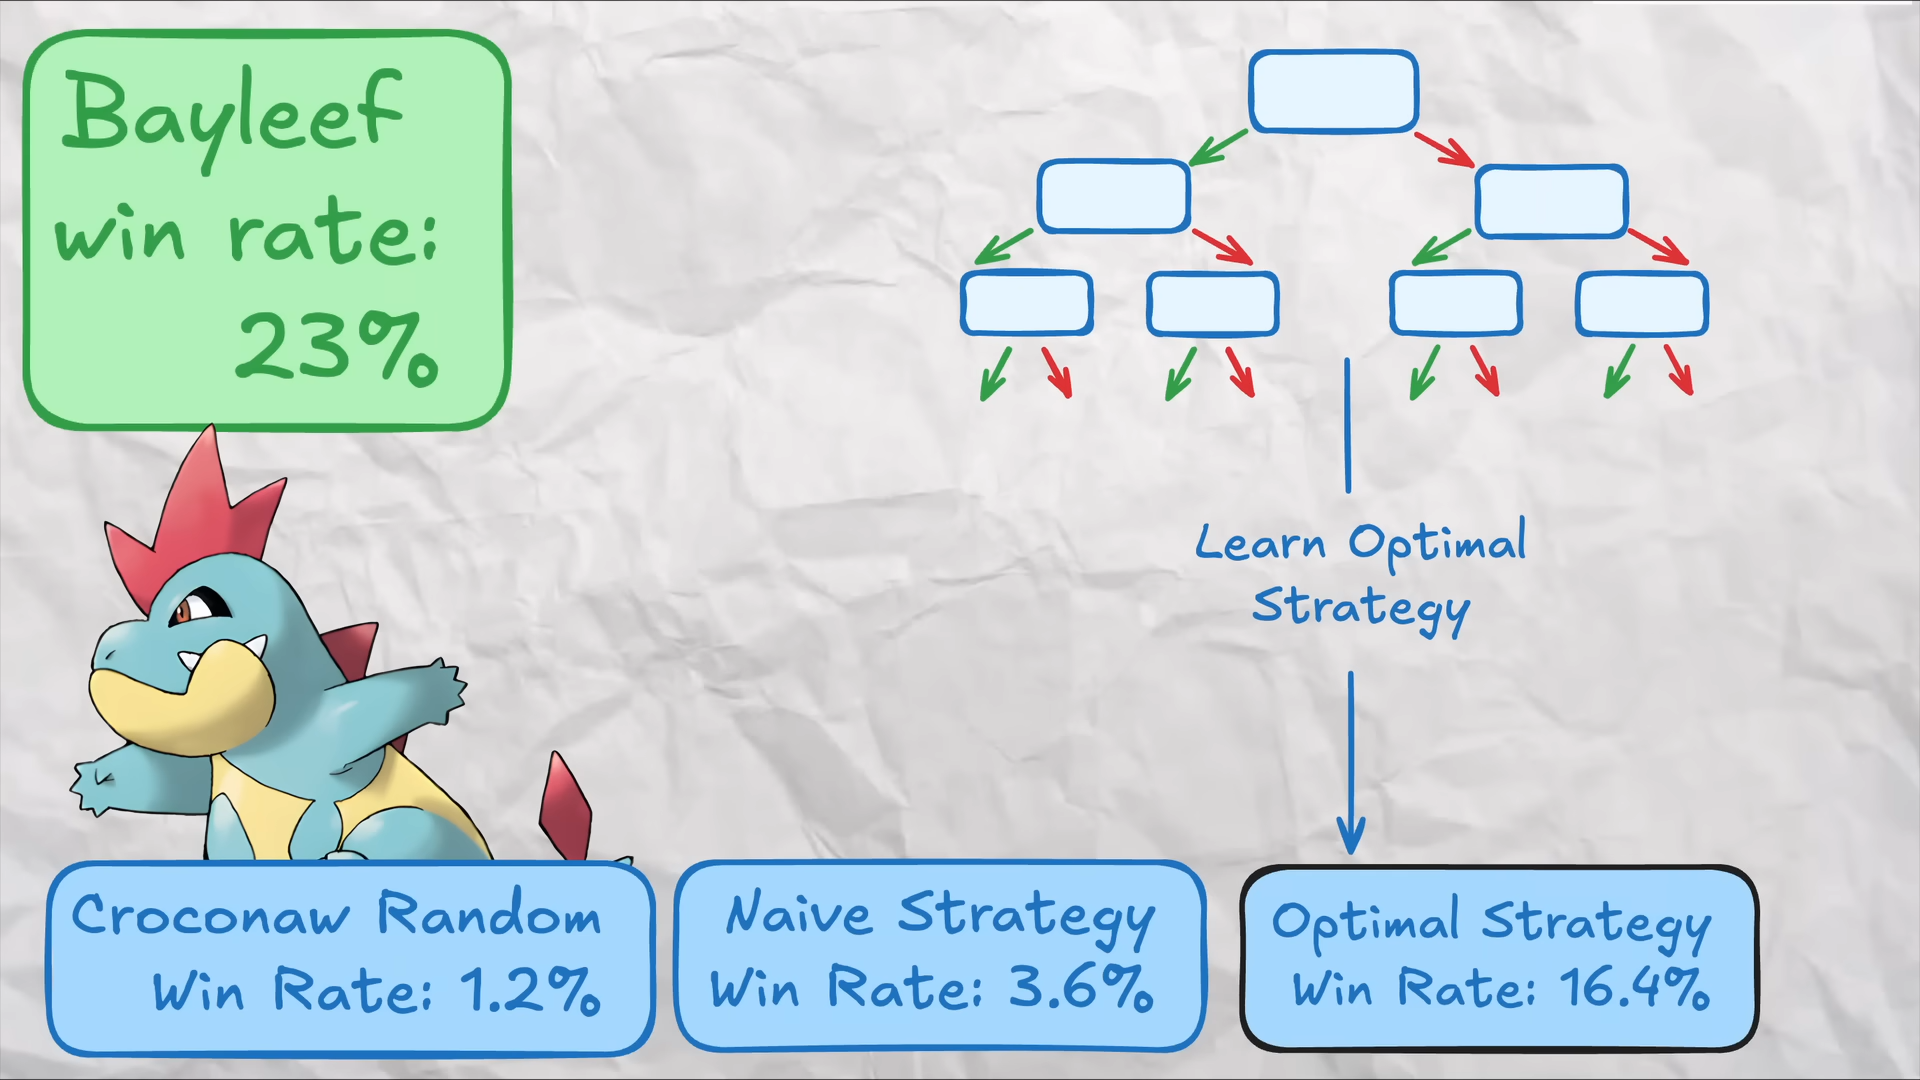 Bayleef
win rate:
23%
Learn Optimal
Strategy
Croconaw Random
Win Rate: 1.2%
Naive Strategy
Win Rate: 3.6%
Optimal Strategy
Win Rate: 16.4%